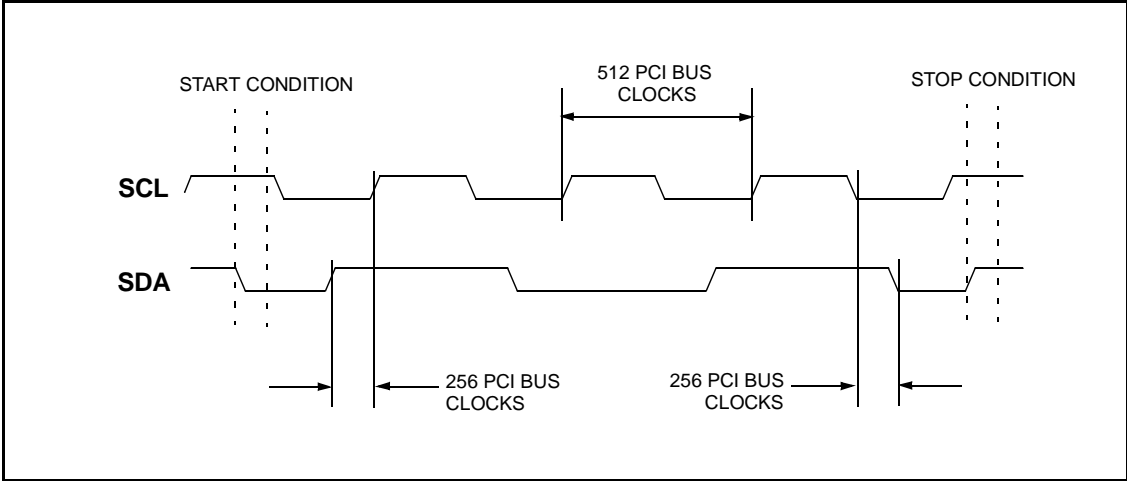 START CONDITION
512 PCI BUS
CLOCKS
STOP CONDITION
SCL
SDA
256 PCI BUS
CLOCKS
256 PCI BUS
CLOCKS